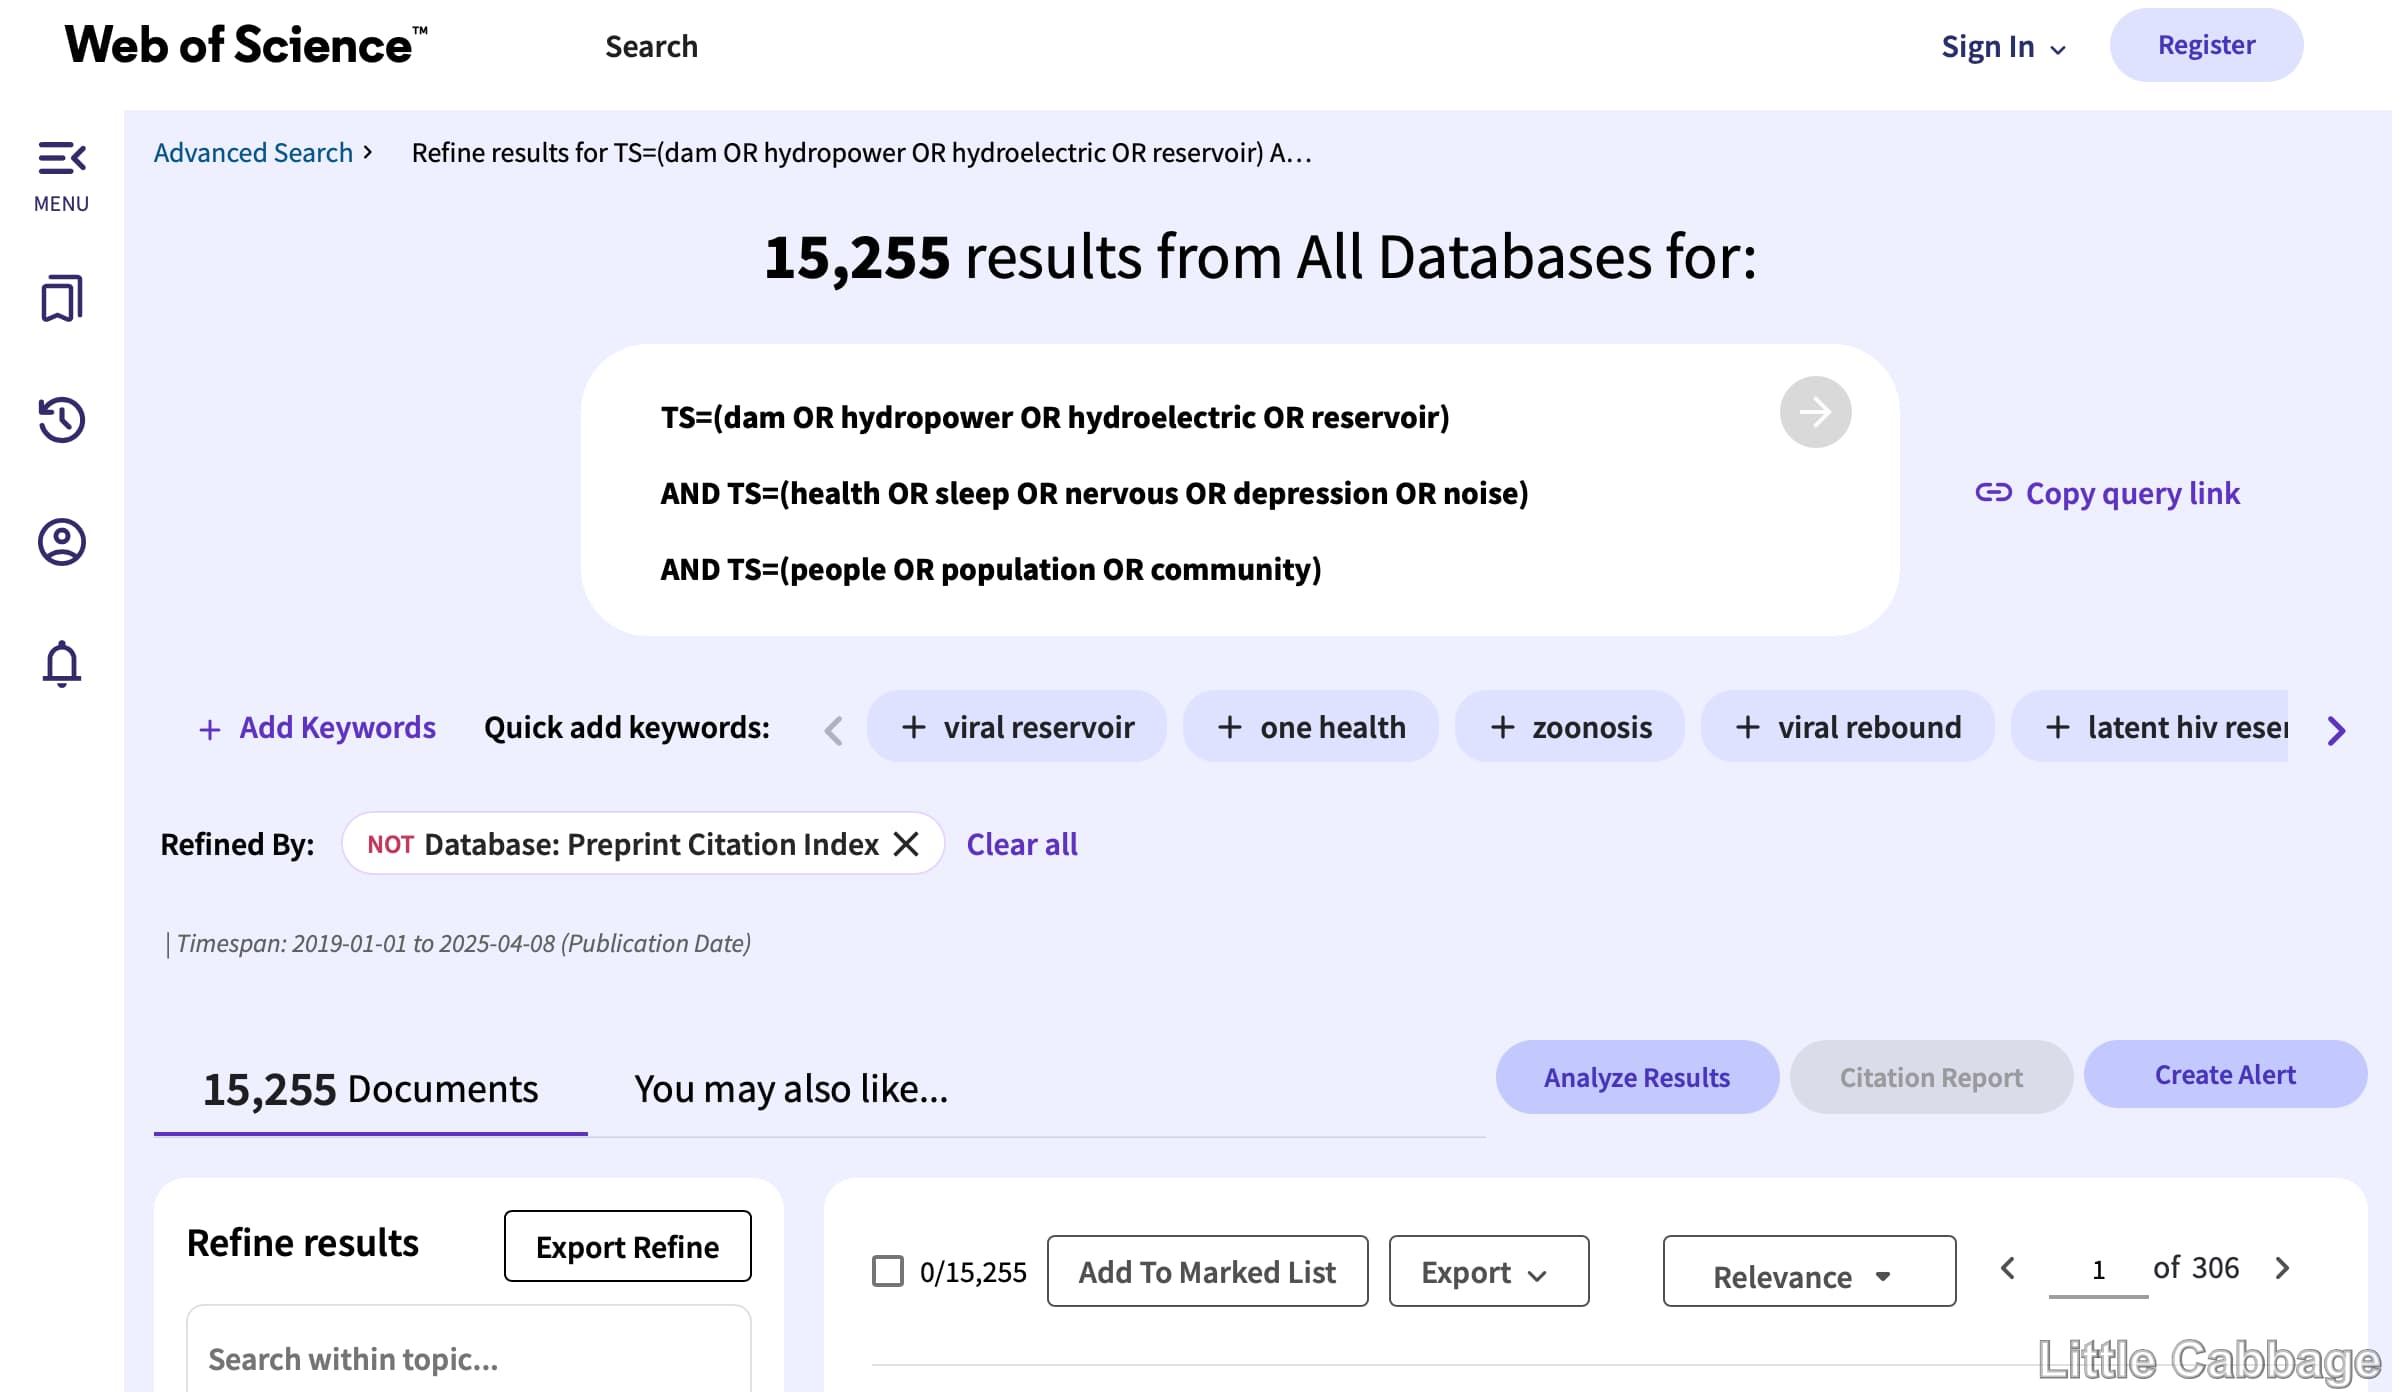 Web of Science™
Search
Sign In
Register
MENU
Advanced Search
Refine results for TS=(dam OR hydropower OR hydroelectric OR reservoir) A...
15,255 results from All Databases for:
TS=(dam OR hydropower OR hydroelectric OR reservoir)
AND TS=(health OR sleep OR nervous OR depression OR noise)
AND TS=(people OR population OR community)
Copy query link
+ Add Keywords
Quick add keywords:
+ viral reservoir
+ one health
+ zoonosis
+ viral rebound
+ latent hiv reser
Refined By:
NOT Database: Preprint Citation Index
Clear all
| Timespan: 2019-01-01 to 2025-04-08 (Publication Date)
15,255 Documents
You may also like...
Analyze Results
Citation Report
Create Alert
Refine results
Export Refine
Search within topic...
0/15,255
Add To Marked List
Export
Relevance
1 of 306
Little Cabbage